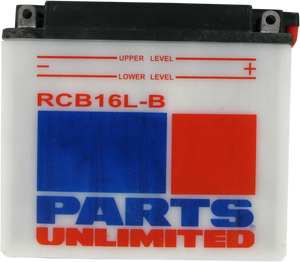 UPPER LEVEL
− +
LOWER LEVEL
RCB16L-B
PARTS
UNLIMITED®